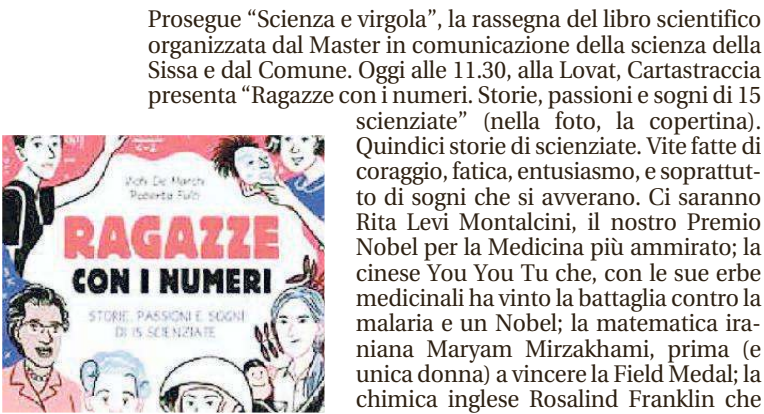 Prosegue “Scienza e virgola”, la rassegna del libro scientifico
organizzata dal Master in comunicazione della scienza della
Sissa e dal Comune. Oggi alle 11.30, alla Lovat, Cartastraccia
presenta “Ragazze con i numeri. Storie, passioni e sogni di 15
scienziate” (nella foto, la copertina).
Quindici storie di scienziate. Vite fatte di
coraggio, fatica, entusiasmo, e soprattut-
to di sogni che si avverano. Ci saranno
Rita Levi Montalcini, il nostro Premio
Nobel per la Medicina più ammirato; la
cinese You You Tu che, con le sue erbe
medicinali ha vinto la battaglia contro la
malaria e un Nobel; la matematica ira-
niana Maryam Mirzakhami, prima (e
unica donna) a vincere la Field Medal; la
chimica inglese Rosalind Franklin che
Vichi De Marchi
Roberta Fulci
RAGAZZE
CON I NUMERI
STORIE, PASSIONI E SOGNI
DI 15 SCIENZIATE